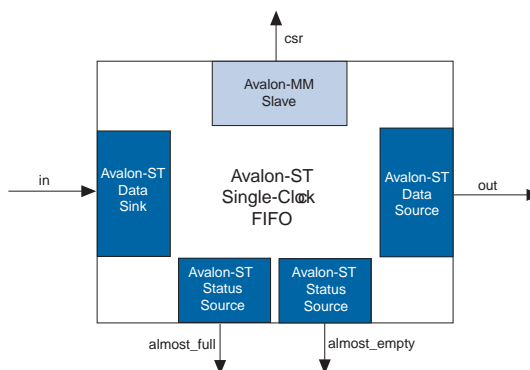 csr
Avalon-MM
Slave
Avalon-ST
Data
Sink
in
Avalon-ST
Single-Clock
FIFO
Avalon-ST
Data
Source
out
Avalon-ST
Status
Source
Avalon-ST
Status
Source
almost_full
almost_empty